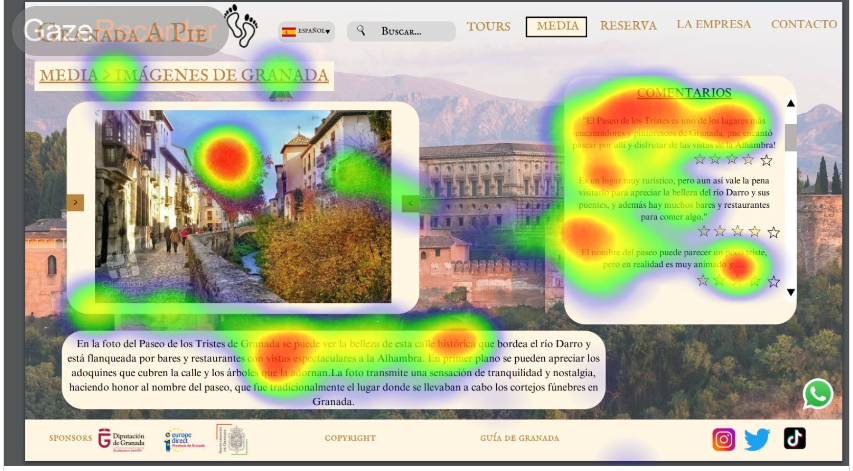 GRANADA A PIE
GazeRecorder
ESPAÑOL
BUSCAR...
TOURS
MEDIA
RESERVA
LA EMPRESA
CONTACTO
MEDIA > IMÁGENES DE GRANADA
COMENTARIOS
"El Paseo de los Tristes es uno de los lugares más
encantadores y pintorescos de Granada, ¡me encantó
pasear por allí y disfrutar de las vistas de la Alhambra!
Es un lugar muy turístico, pero aun así vale la pena
visitarlo para apreciar la belleza del río Darro y sus
puentes, y además hay muchos bares y restaurantes
para comer algo."
El nombre del paseo puede parecer un poco triste,
pero en realidad es muy animado y
En la foto del Paseo de los Tristes de Granada se puede ver la belleza de esta calle histórica que bordea el río Darro y
está flanqueada por bares y restaurantes con vistas espectaculares a la Alhambra. En primer plano se pueden apreciar los
adoquines que cubren la calle y los árboles que la adornan.La foto transmite una sensación de tranquilidad y nostalgia,
haciendo honor al nombre del paseo, que fue tradicionalmente el lugar donde se llevaban a cabo los cortejos fúnebres en
Granada.
SPONSORS
Diputación
de Granada
europe
direct
COPYRIGHT
GUÍA DE GRANADA